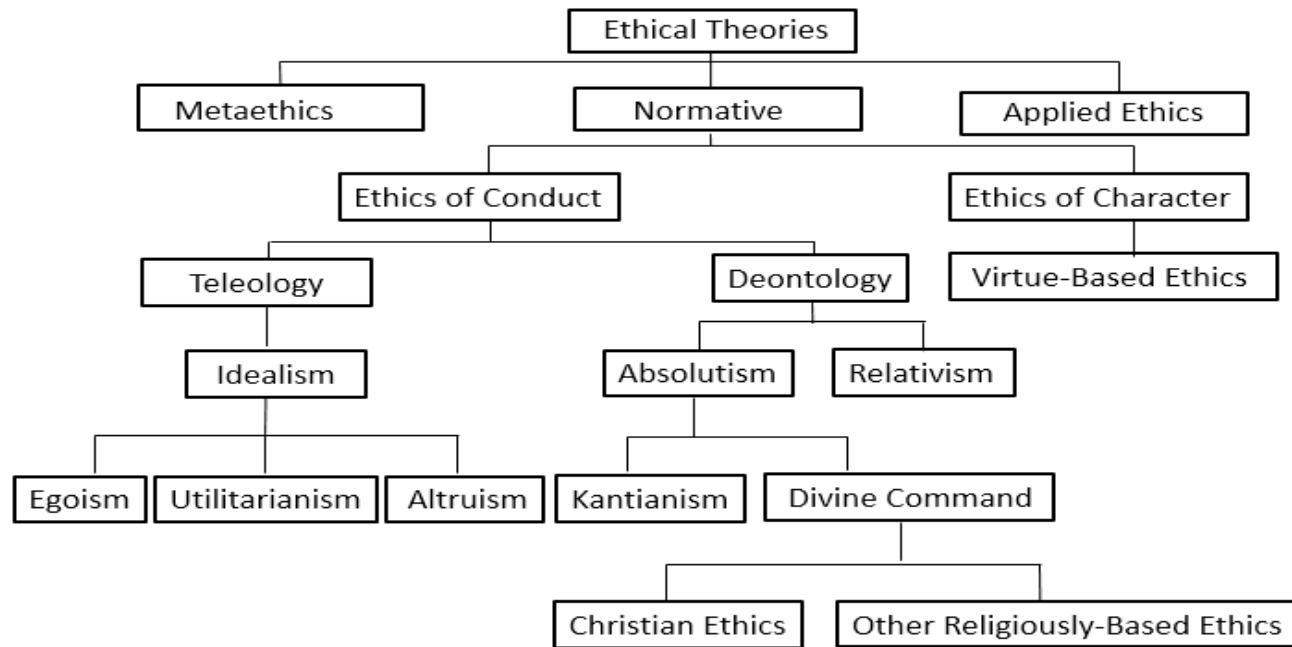 Ethical Theories
Metaethics
Normative
Applied Ethics
Ethics of Conduct
Ethics of Character
Teleology
Deontology
Virtue-Based Ethics
Idealism
Absolutism
Relativism
Egoism
Utilitarianism
Altruism
Kantianism
Divine Command
Christian Ethics
Other Religiously-Based Ethics